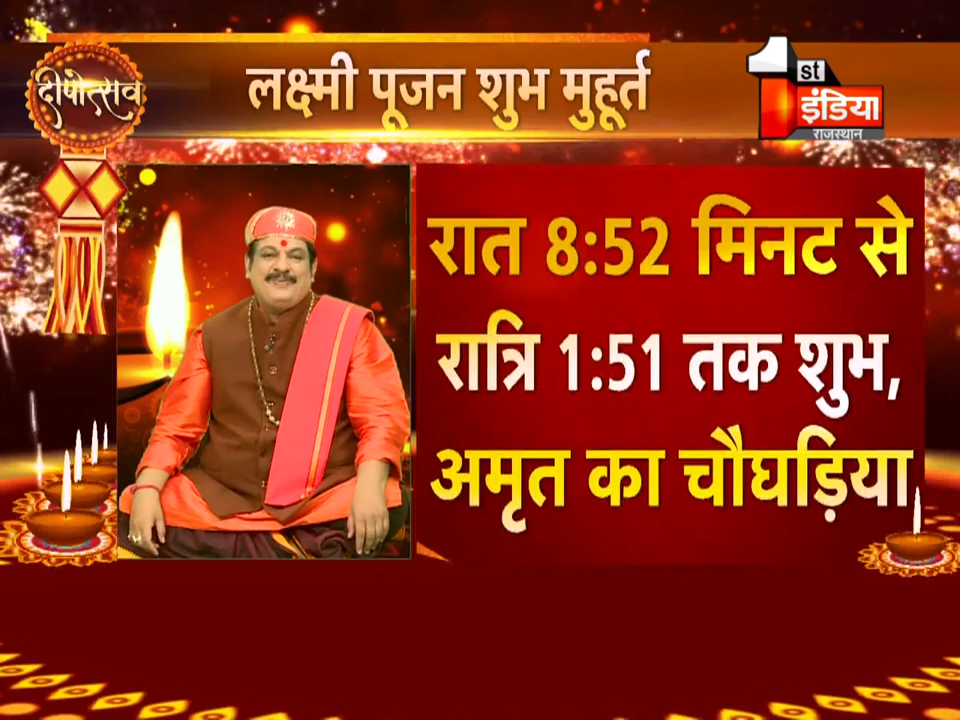 दीपोत्सव
लक्ष्मी पूजन शुभ मुहूर्त
1st
इंडिया
राजस्थान
रात 8:52 मिनट से
रात्रि 1:51 तक शुभ,
अमृत का चौघड़िया